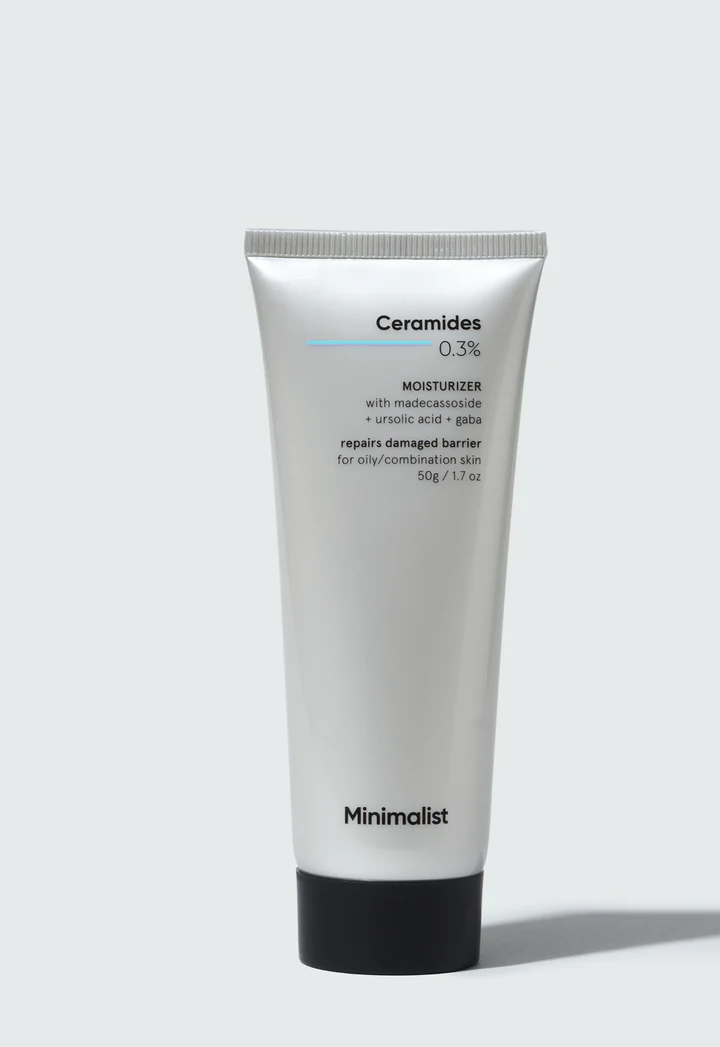 Ceramides
0.3%
MOISTURIZER
with madecassoside
+ ursolic acid + gaba
repairs damaged barrier
for oily/combination skin
50g / 1.7 oz
Minimalist